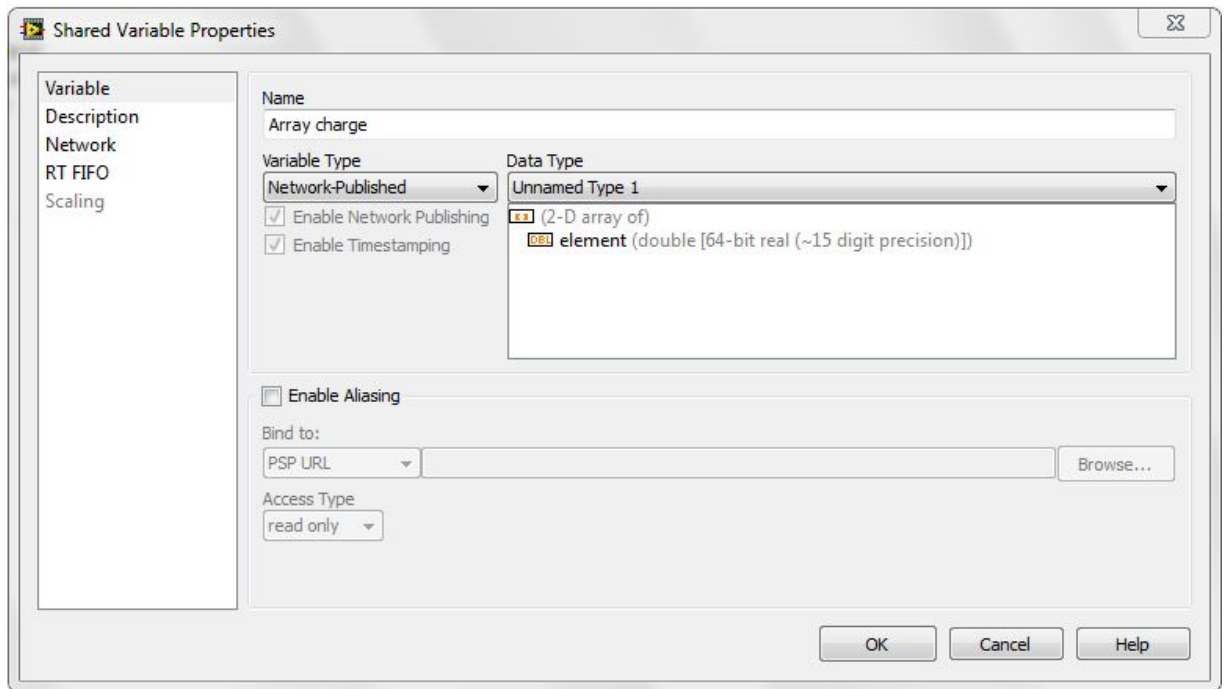 Shared Variable Properties
Variable
Description
Network
RT FIFO
Scaling
Name
Array charge
Variable Type
Data Type
Network-Published
Unnamed Type 1
Enable Network Publishing
Enable Timestamping
(2-D array of)
DBL element (double [64-bit real (~15 digit precision)])
Enable Aliasing
Bind to:
PSP URL
Browse...
Access Type
read only
OK
Cancel
Help